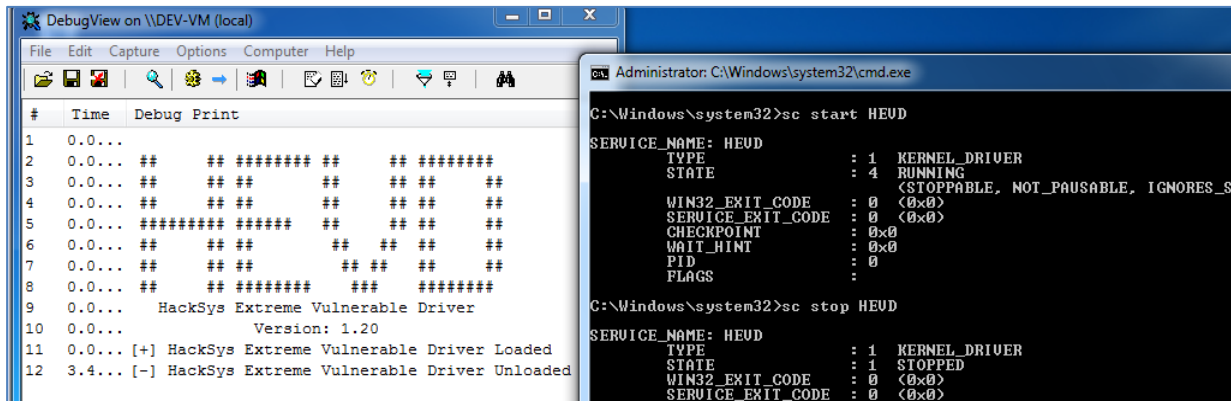 DebugView on \\DEV-VM (local)
File Edit Capture Options Computer Help
# Time Debug Print
1 0.0...
2 0.0... ##     ## ######## ##     ## ########
3 0.0... ##     ## ##       ##     ## ##     ##
4 0.0... ##     ## ##       ##     ## ##     ##
5 0.0... ######### ######   ##     ## ##     ##
6 0.0... ##     ## ##        ##   ##  ##     ##
7 0.0... ##     ## ##         ## ##   ##     ##
8 0.0... ##     ## ########    ###    ########
9 0.0... HackSys Extreme Vulnerable Driver
10 0.0... Version: 1.20
11 0.0... [+] HackSys Extreme Vulnerable Driver Loaded
12 3.4... [-] HackSys Extreme Vulnerable Driver Unloaded
Administrator: C:\Windows\system32\cmd.exe
C:\Windows\system32>sc start HEVD
SERVICE_NAME: HEVD
TYPE : 1 KERNEL_DRIVER
STATE : 4 RUNNING
(STOPPABLE, NOT_PAUSABLE, IGNORES_S
WIN32_EXIT_CODE : 0 (0x0)
SERVICE_EXIT_CODE : 0 (0x0)
CHECKPOINT : 0x0
WAIT_HINT : 0x0
PID : 0
FLAGS :
C:\Windows\system32>sc stop HEVD
SERVICE_NAME: HEVD
TYPE : 1 KERNEL_DRIVER
STATE : 1 STOPPED
WIN32_EXIT_CODE : 0 (0x0)
SERVICE_EXIT_CODE : 0 (0x0)